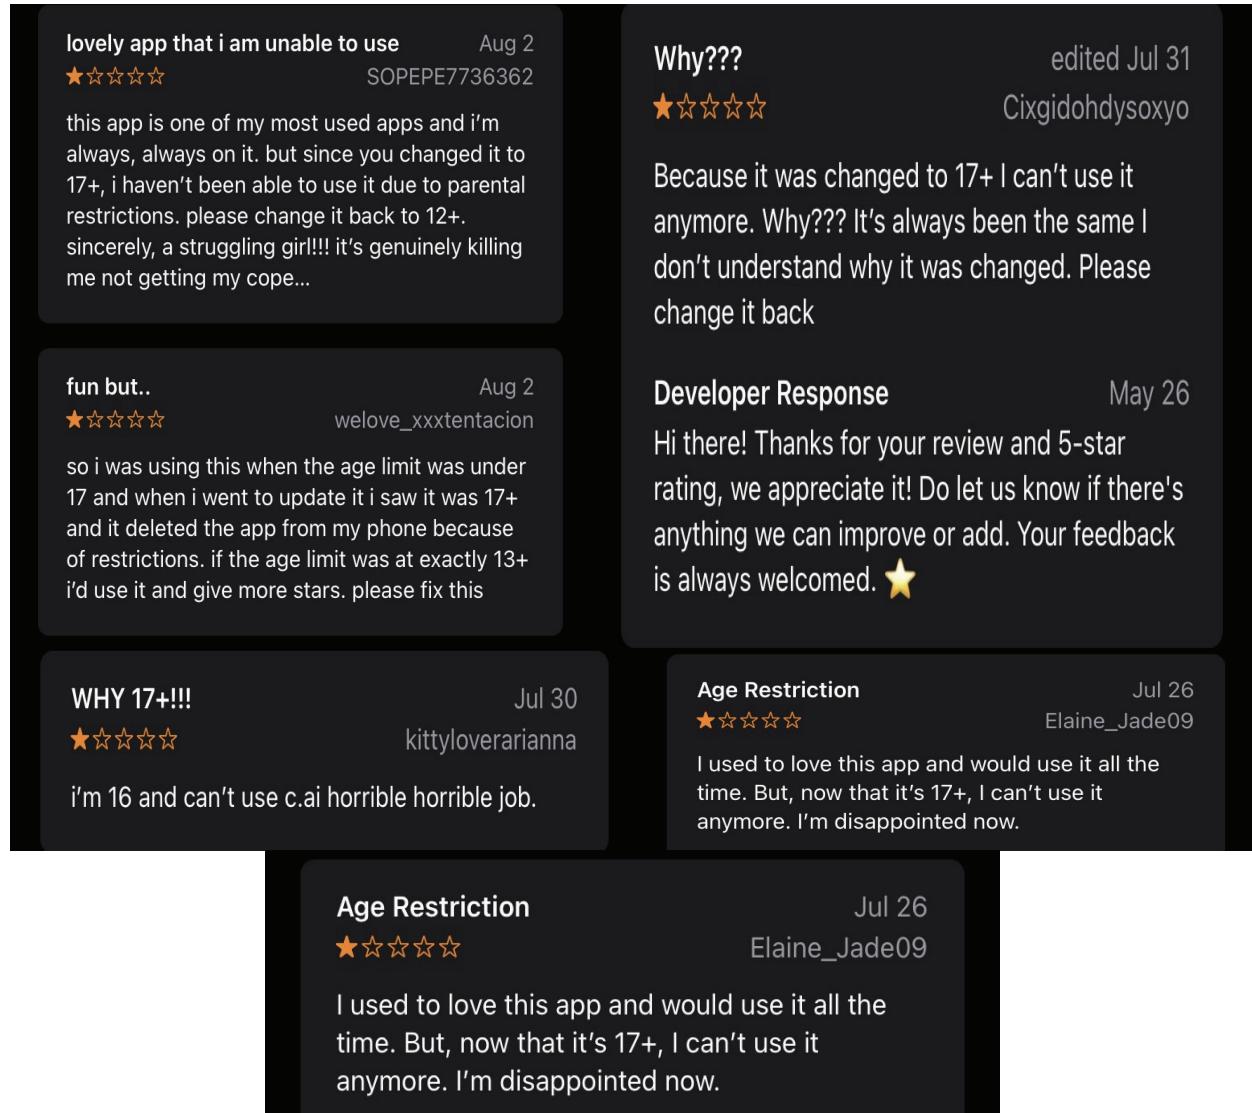 lovely app that i am unable to use Aug 2
SOPEPE7736362
this app is one of my most used apps and i'm
always, always on it. but since you changed it to
17+, i haven't been able to use it due to parental
restrictions. please change it back to 12+.
sincerely, a struggling girl!!! it's genuinely killing
me not getting my cope...
fun but.. Aug 2
welove_xxxtentacion
so i was using this when the age limit was under
17 and when i went to update it i saw it was 17+
and it deleted the app from my phone because
of restrictions. if the age limit was at exactly 13+
i'd use it and give more stars. please fix this
WHY 17+!!! Jul 30
kittyloverarianna
i'm 16 and can't use c.ai horrible horrible job.
Why??? edited Jul 31
Cixgidohdysoxyo
Because it was changed to 17+ I can't use it
anymore. Why??? It's always been the same I
don't understand why it was changed. Please
change it back
Developer Response May 26
Hi there! Thanks for your review and 5-star
rating, we appreciate it! Do let us know if there's
anything we can improve or add. Your feedback
is always welcomed. ⭐
Age Restriction Jul 26
Elaine_Jade09
I used to love this app and would use it all the
time. But, now that it's 17+, I can't use it
anymore. I'm disappointed now.
Age Restriction Jul 26
Elaine_Jade09
I used to love this app and would use it all the
time. But, now that it's 17+, I can't use it
anymore. I'm disappointed now.